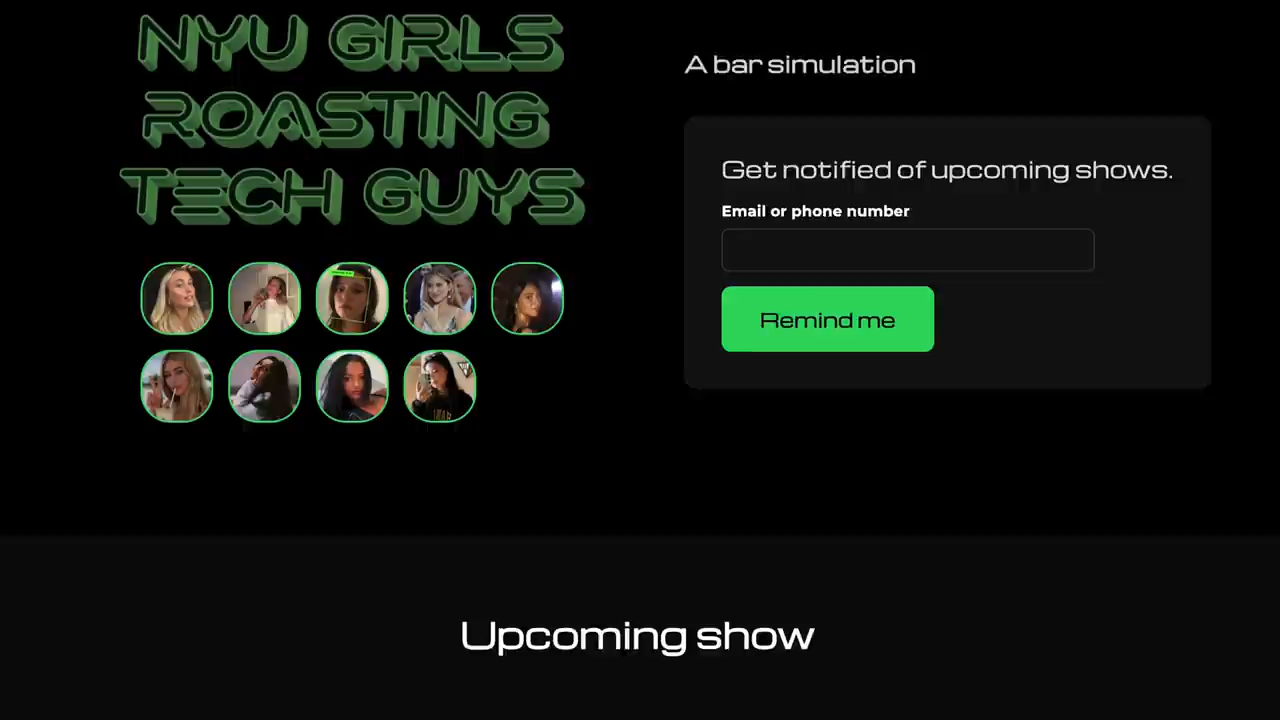 NYU GIRLS
ROASTING
TECH GUYS
A bar simulation
Get notified of upcoming shows.
Email or phone number
Remind me
Upcoming show